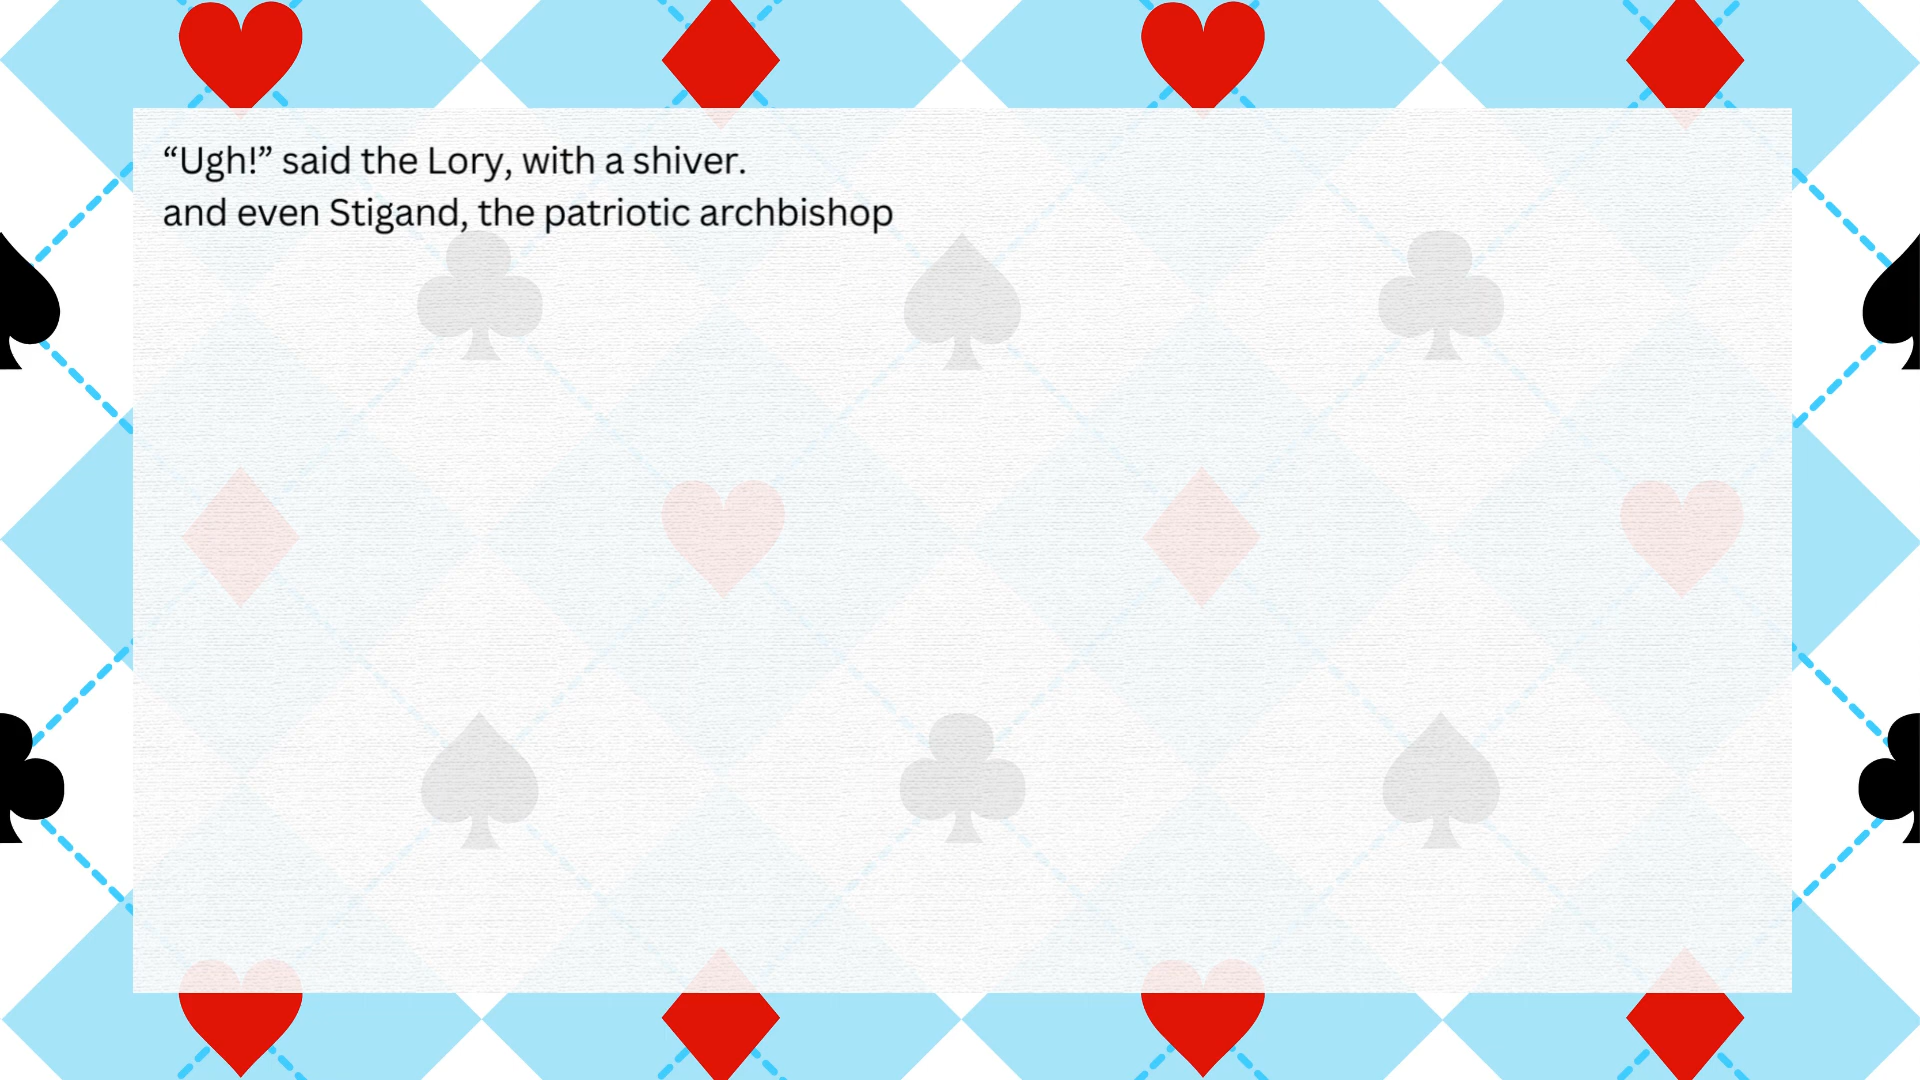 “Ugh!” said the Lory, with a shiver.
and even Stigand, the patriotic archbishop